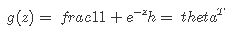 g(z) = frac11 + e^{-z}h = theta^T